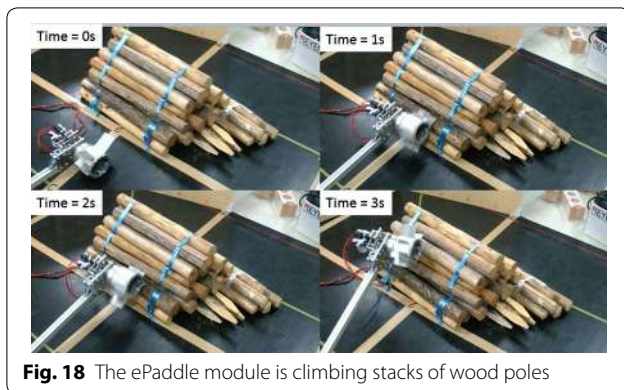 Time = 0s
Time = 1s
Time = 2s
Time = 3s
Fig. 18 The ePaddle module is climbing stacks of wood poles